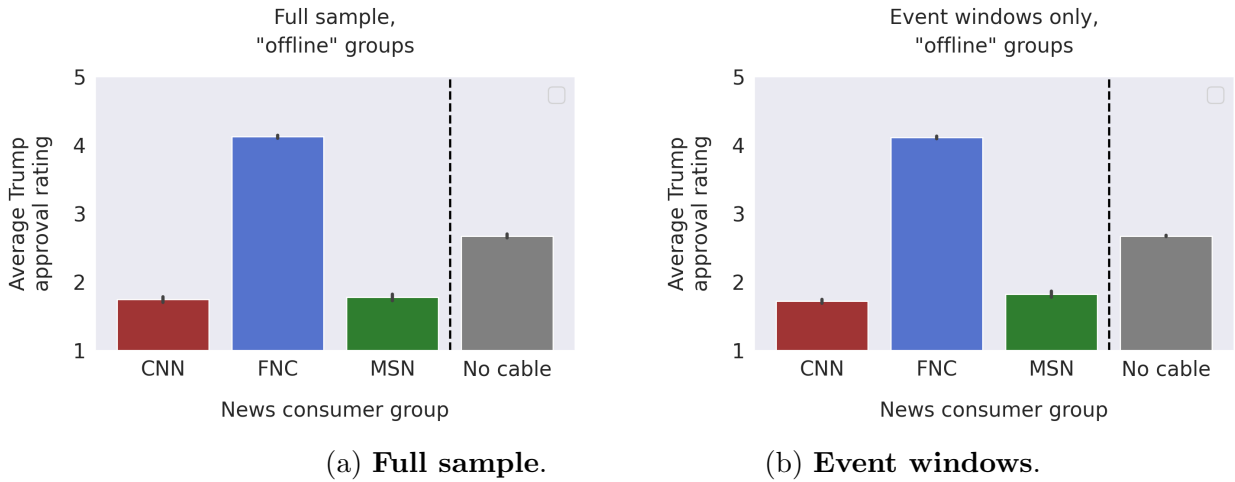 Full sample,
"offline" groups
Average Trump
approval rating
5
4
3
2
1
CNN FNC MSN No cable
News consumer group
(a) Full sample.
Event windows only,
"offline" groups
Average Trump
approval rating
5
4
3
2
1
CNN FNC MSN No cable
News consumer group
(b) Event windows.